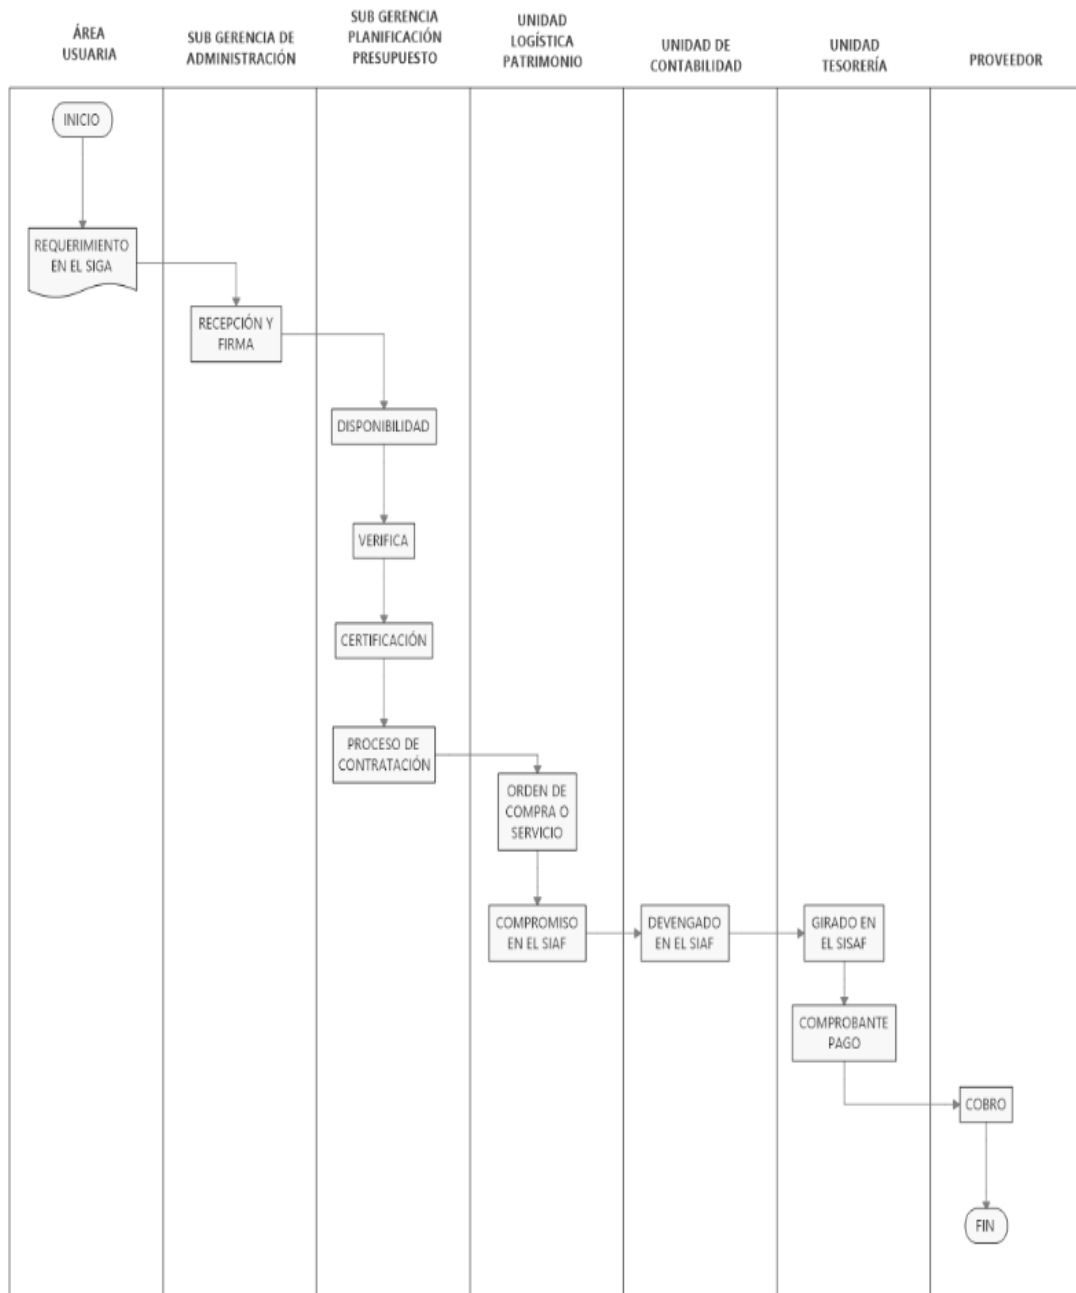 ÁREA
USUARIA
SUB GERENCIA DE
ADMINISTRACIÓN
SUB GERENCIA
PLANIFICACIÓN
PRESUPUESTO
UNIDAD
LOGÍSTICA
PATRIMONIO
UNIDAD DE
CONTABILIDAD
UNIDAD
TESORERÍA
PROVEEDOR
INICIO
REQUERIMIENTO
EN EL SIGA
RECEPCIÓN Y
FIRMA
DISPONIBILIDAD
VERIFICA
CERTIFICACIÓN
PROCESO DE
CONTRATACIÓN
ORDEN DE
COMPRA O
SERVICIO
COMPROMISO
EN EL SIAF
DEVENGADO
EN EL SIAF
GIRADO EN
EL SISAF
COMPROBANTE
PAGO
COBRO
FIN